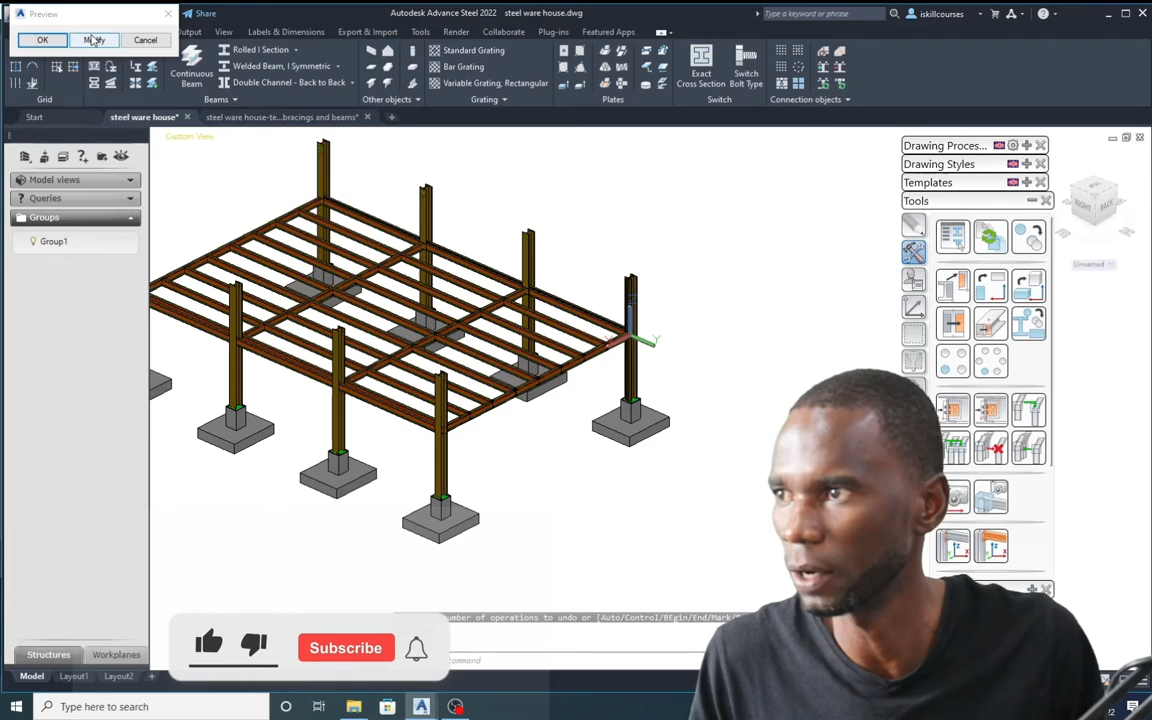 Preview
OK
Modify
Cancel
Share
Autodesk Advance Steel 2022
steel ware house.dwg
Type a keyword or phrase
iskillcourses
Output
View
Labels & Dimensions
Export & Import
Tools
Render
Collaborate
Plug-ins
Featured Apps
Rolled I Section
Welded Beam, I Symmetric
Double Channel - Back to Back
Continuous
Beam
Standard Grating
Bar Grating
Variable Grating, Rectangular
Exact
Cross Section
Switch
Bolt Type
Grid
Beams
Other objects
Grating
Plates
Switch
Connection objects
Start
steel ware house*
steel ware house-te...bracings and beams*
Custom View
Model views
Queries
Groups
Group1
Drawing Proces...
Drawing Styles
Templates
Tools
RIGHT
BACK
Unnamed
Y
number of operations to undo or [Auto/Control/BEgin/End/Mark/
command
Subscribe
Structures
Workplanes
Model
Layout1
Layout2
Type here to search